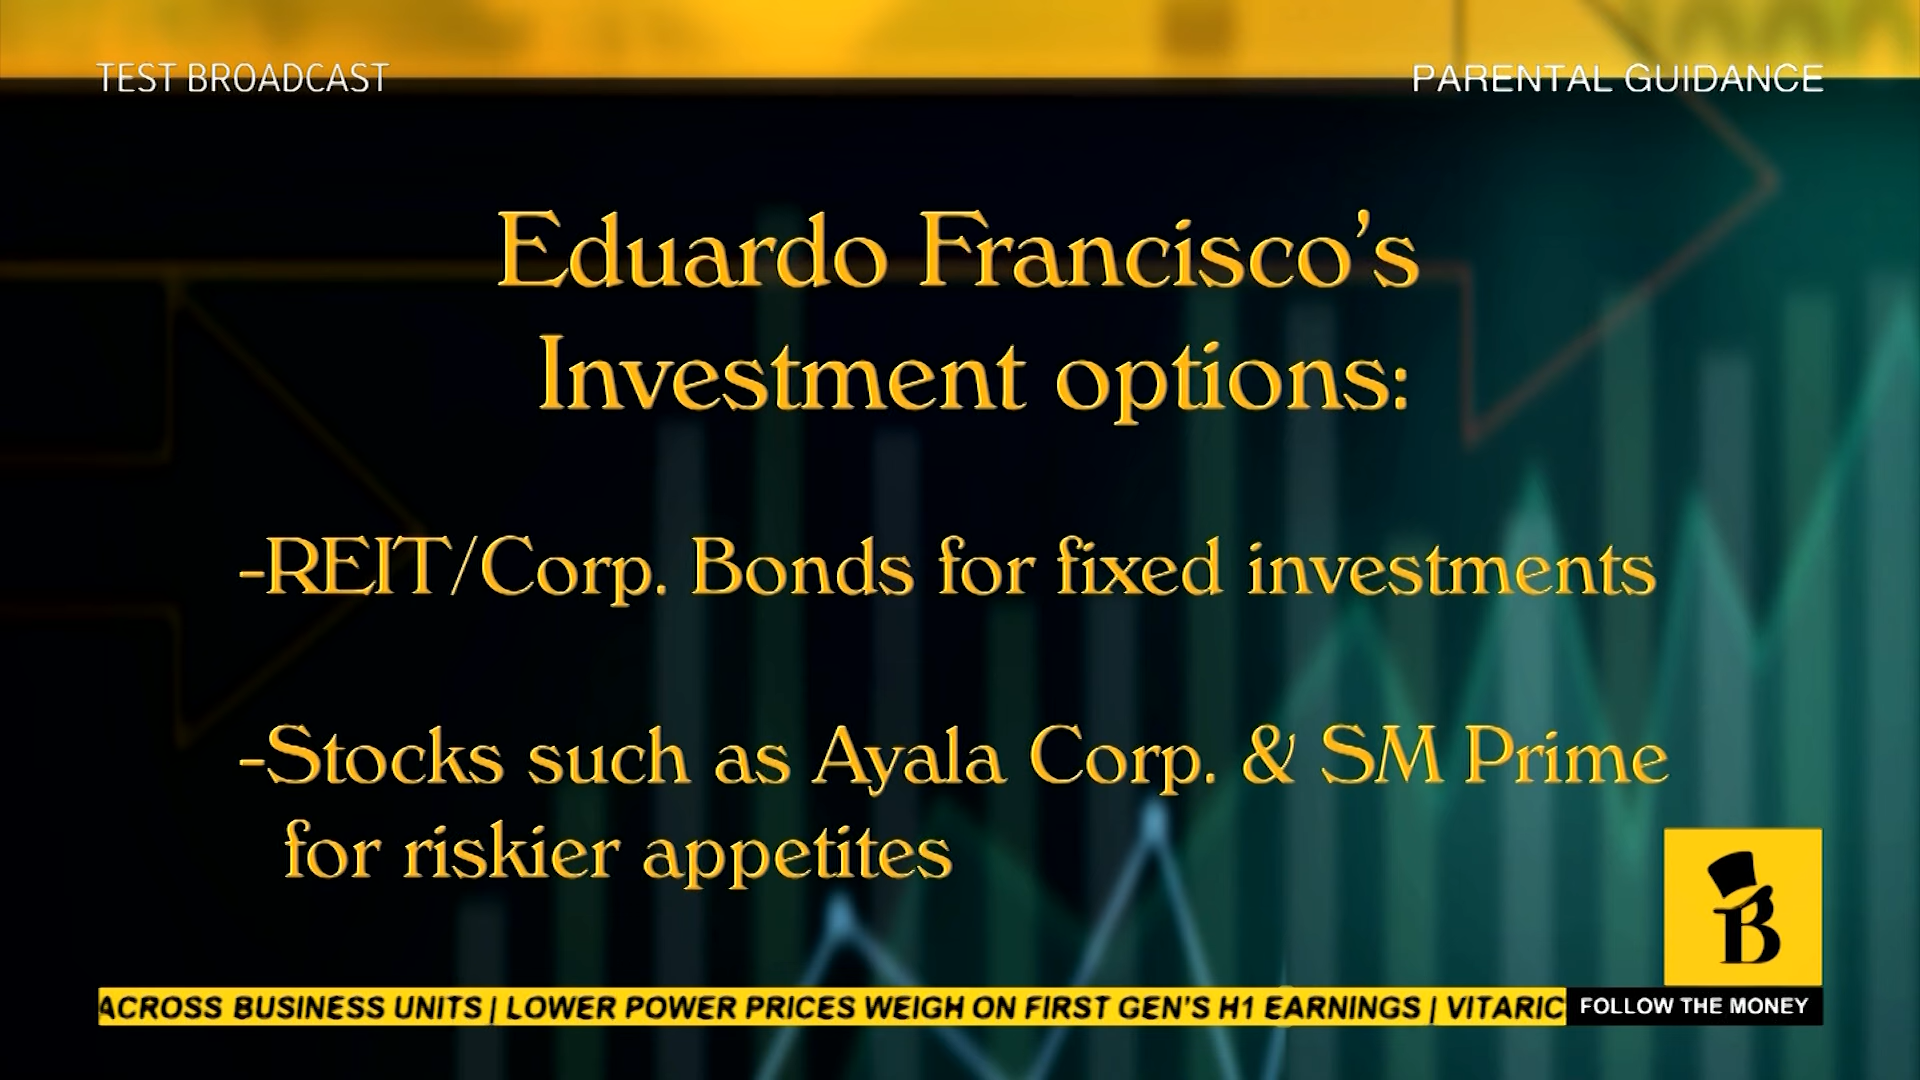 TEST BROADCAST
PARENTAL GUIDANCE
Eduardo Francisco’s
Investment options:
-REIT/Corp. Bonds for fixed investments
-Stocks such as Ayala Corp. & SM Prime
for riskier appetites
B
ACROSS BUSINESS UNITS | LOWER POWER PRICES WEIGH ON FIRST GEN'S H1 EARNINGS | VITARIC
FOLLOW THE MONEY